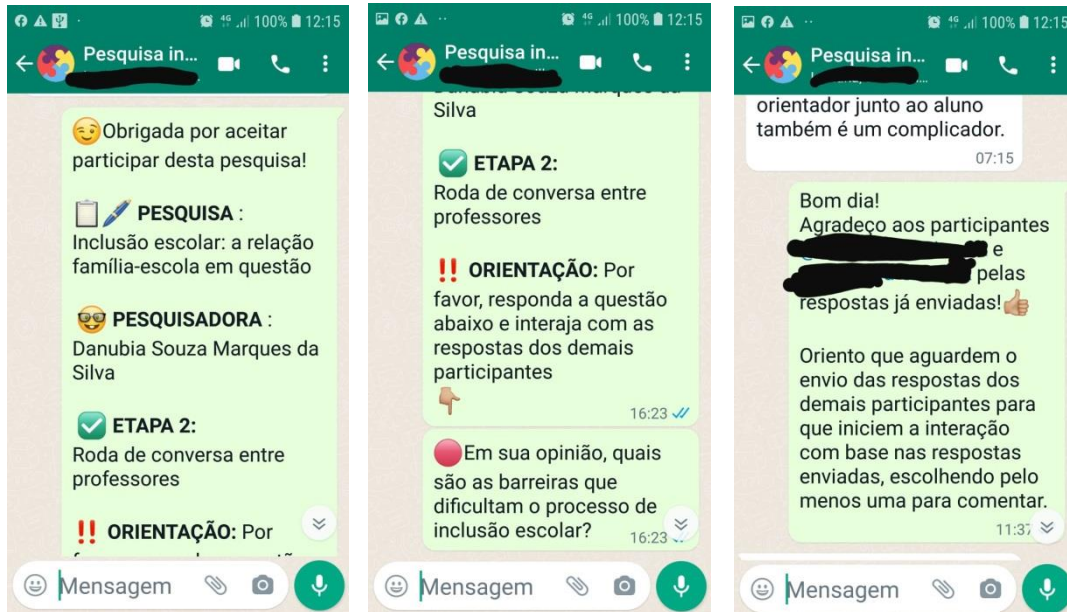 100% 12:15
Pesquisa in...
Obrigada por aceitar
participar desta pesquisa!
PESQUISA :
Inclusão escolar: a relação
família-escola em questão
PESQUISADORA :
Danubia Souza Marques da
Silva
ETAPA 2:
Roda de conversa entre
professores
!! ORIENTAÇÃO: Por
Mensagem
4G 100% 12:15
Pesquisa in...
Silva
ETAPA 2:
Roda de conversa entre
professores
!! ORIENTAÇÃO: Por
favor, responda a questão
abaixo e interaja com as
respostas dos demais
participantes
16:23
Em sua opinião, quais
são as barreiras que
dificultam o processo de
inclusão escolar?
16:23
Mensagem
4G 100% 12:15
Pesquisa in...
orientador junto ao aluno
também é um complicador.
07:15
Bom dia!
Agradeço aos participantes
e
pelas
respostas já enviadas!
Oriento que aguardem o
envio das respostas dos
demais participantes para
que iniciem a interação
com base nas respostas
enviadas, escolhendo pelo
menos uma para comentar.
11:37
Mensagem